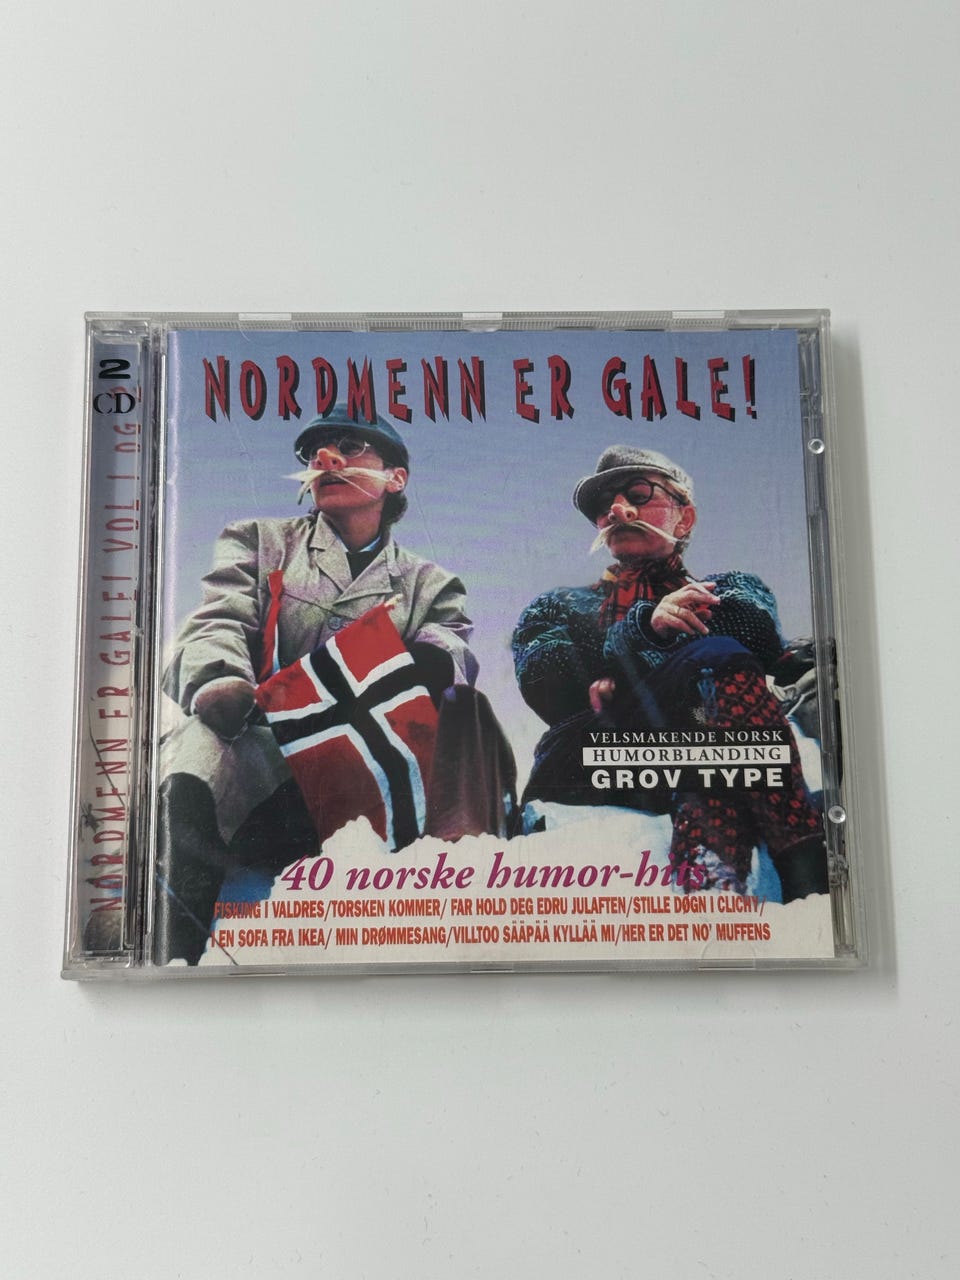 2
CD
NORDMENN ER GALE! VOL 1 OG 2
NORDMENN ER GALE!
VELSMAKENDE NORSK
HUMORBLANDING
GROV TYPE
40 norske humor-hits
FISKING I VALDRES/TORSKEN KOMMER/ FAR HOLD DEG EDRU JULAFTEN/STILLE DØGN I CLICHY/
I EN SOFA FRA IKEA/ MIN DRØMMESANG/VILLTOO SÄÄPÄÄ KYLLÄÄ MI/HER ER DET NO' MUFFENS